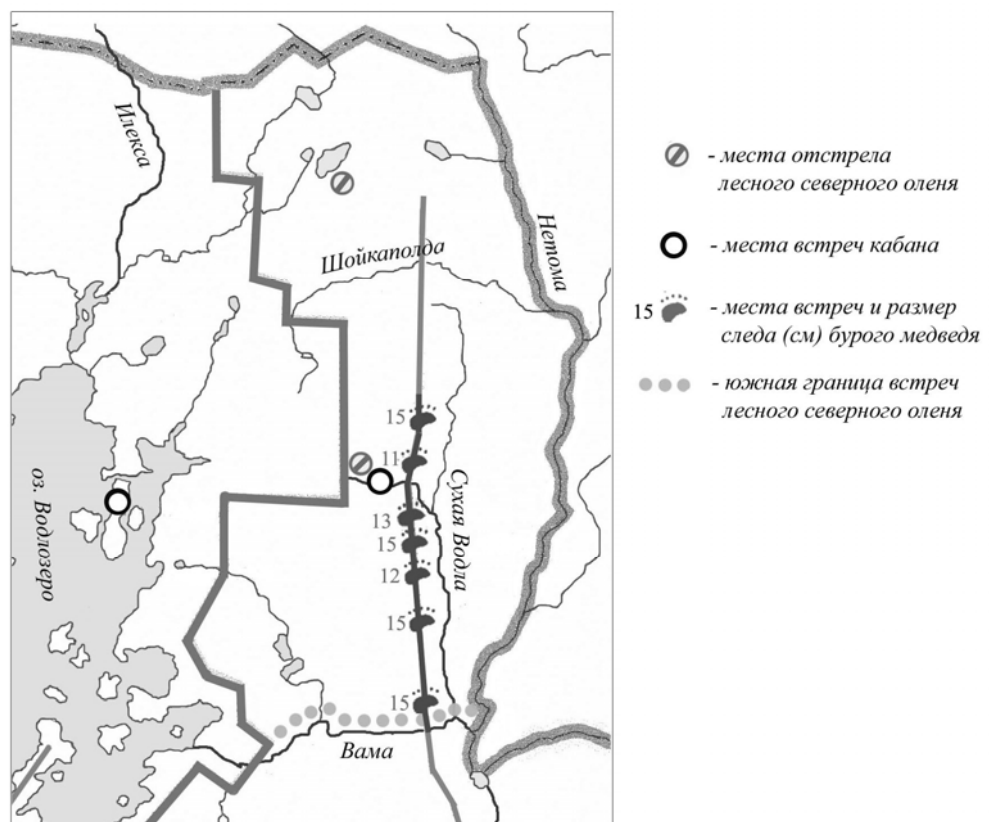 Илекса
Нетома
Шойкаполда
15
11
оз. Водлозеро
13
Сухая Водла
15
12
15
15
Вама
- места отстрела
лесного северного оленя
- места встреч кабана
15
- места встреч и размер
следа (см) бурого медведя
- южная граница встреч
лесного северного оленя